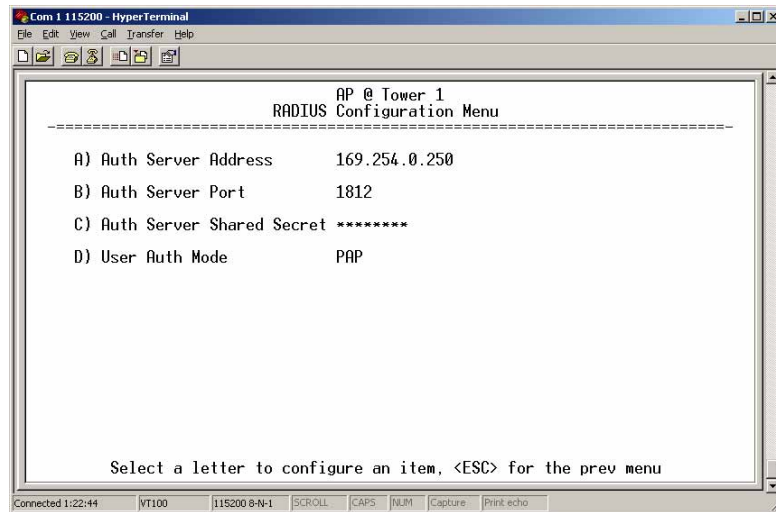 Com 1 115200 - HyperTerminal
File Edit View Call Transfer Help
AP @ Tower 1
RADIUS Configuration Menu
-==========================================================================-
A) Auth Server Address 169.254.0.250
B) Auth Server Port 1812
C) Auth Server Shared Secret ********
D) User Auth Mode PAP
Select a letter to configure an item, <ESC> for the prev menu
Connected 1:22:44 VT100 115200 8-N-1 SCROLL CAPS NUM Capture Print echo